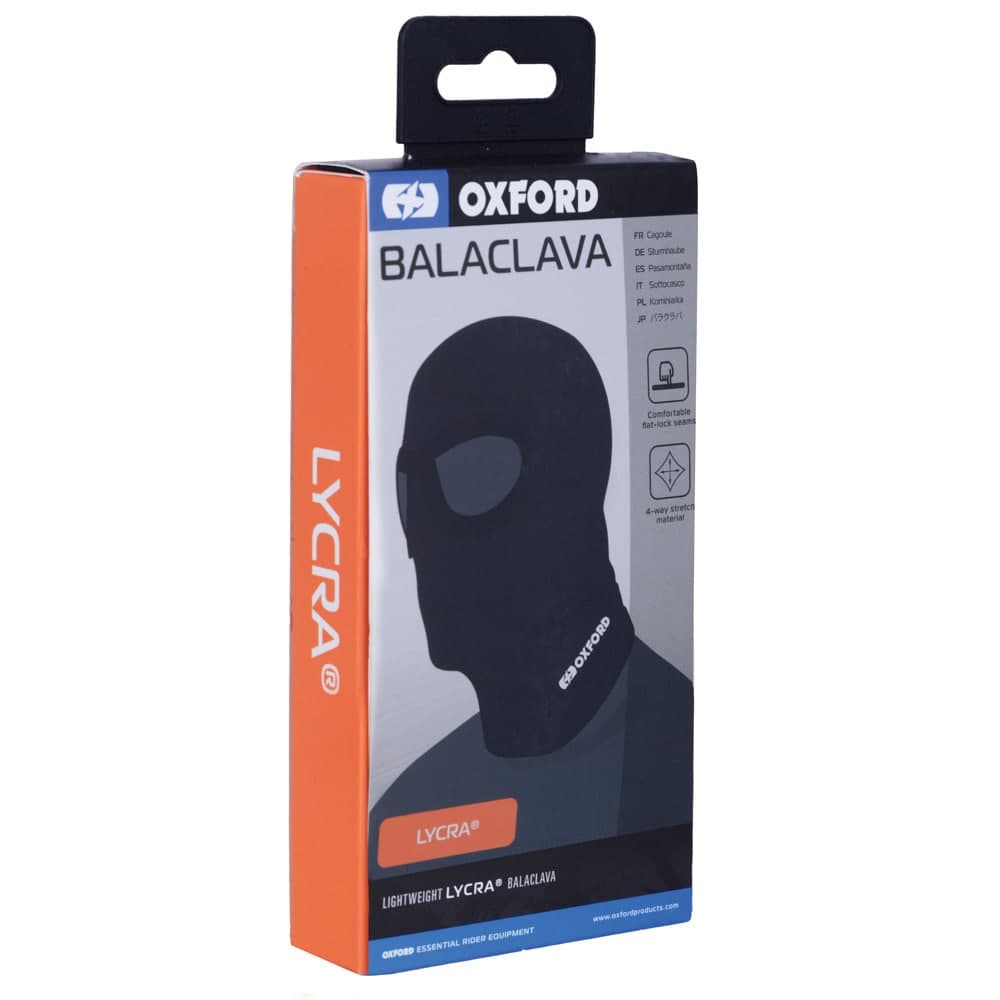 OXFORD
BALACLAVA
FR Cagoule
DE Sturmhaube
ES Pasamontaña
IT Sottocasco
PL Kominiarka
JP バラクラバ
Comfortable
flat-lock seams
4-way stretch
material
LYCRA®
OXFORD
LYCRA®
LIGHTWEIGHT LYCRA® BALACLAVA
OXFORD ESSENTIAL RIDER EQUIPMENT
www.oxfordproducts.com